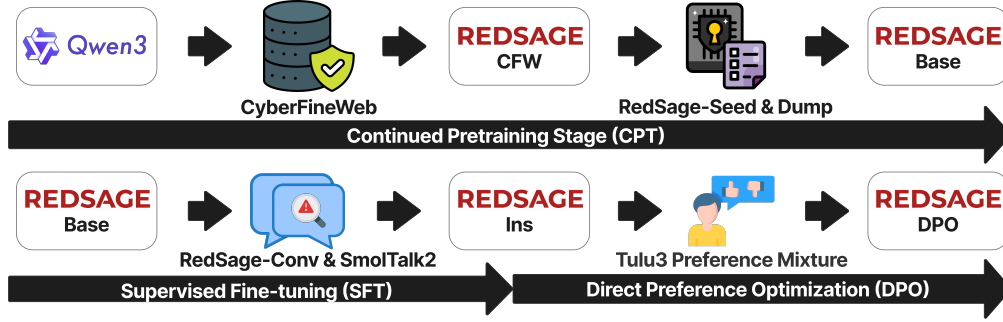 Qwen3
REDSAGE
CFW
REDSAGE
Base
CyberFineWeb
RedSage-Seed & Dump
Continued Pretraining Stage (CPT)
REDSAGE
Base
REDSAGE
Ins
REDSAGE
DPO
RedSage-Conv & SmolTalk2
Tulu3 Preference Mixture
Supervised Fine-tuning (SFT)
Direct Preference Optimization (DPO)